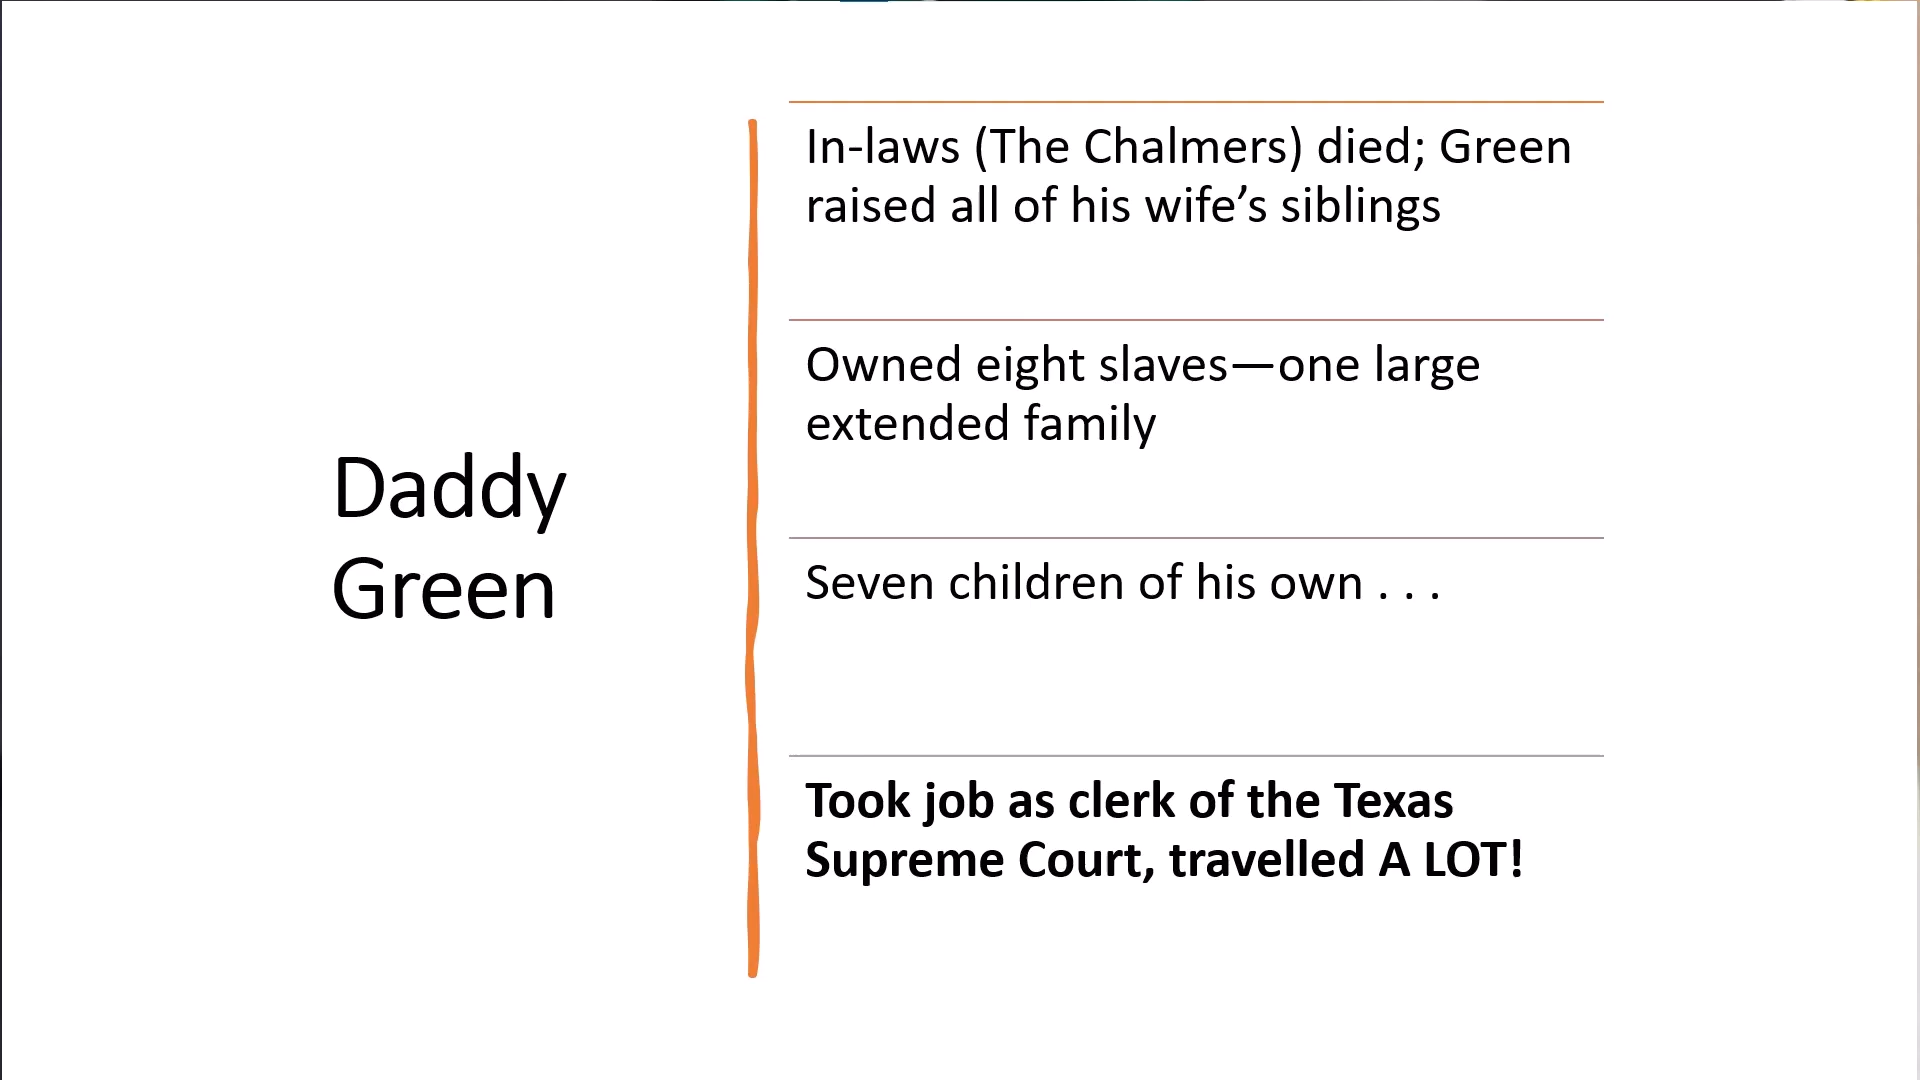 Daddy
Green
In-laws (The Chalmers) died; Green
raised all of his wife’s siblings
Owned eight slaves—one large
extended family
Seven children of his own . . .
Took job as clerk of the Texas
Supreme Court, travelled A LOT!